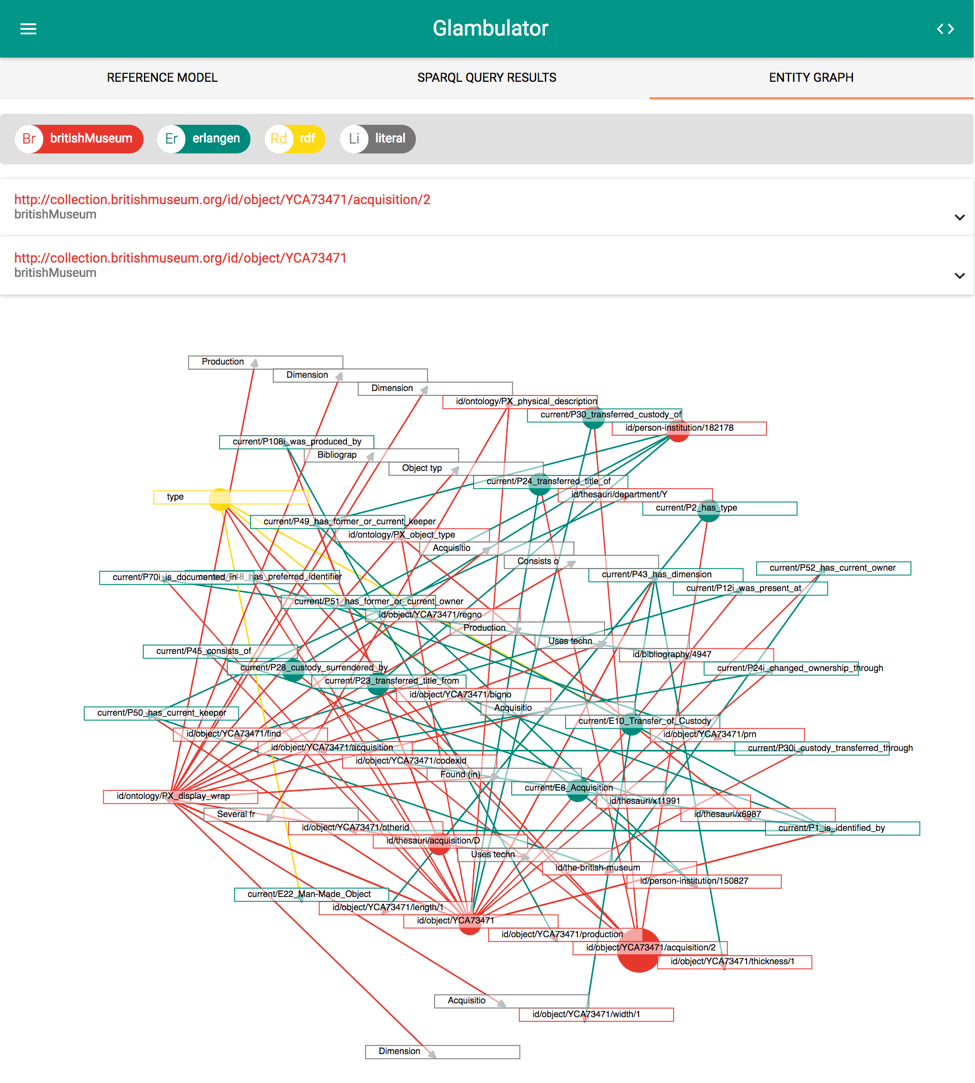 Glambulator
REFERENCE MODEL
SPARQL QUERY RESULTS
ENTITY GRAPH
Br britishMuseum
Er erlangen
Rd rdf
Li literal
http://collection.britishmuseum.org/id/object/YCA73471/acquisition/2
britishMuseum
http://collection.britishmuseum.org/id/object/YCA73471
britishMuseum
Production
Dimension
Dimension
id/ontology/PX_physical_description
current/P30_transferred_custody_of
id/person-institution/182178
current/P108i_was_produced_by
Bibliograp
Object typ
current/P24_transferred_title_of
type
id/thesauri/department/Y
current/P2_has_type
current/P49_has_former_or_current_keeper
id/ontology/PX_object_type
Acquisitio
Consists o
current/P52_has_current_owner
current/P70i_is_documented_in
has_preferred_identifier
current/P43_has_dimension
current/P12i_was_present_at
current/P51_has_former_or_current_owner
id/object/YCA73471/regno
Production
Uses techn
current/P45_consists_of
id/bibliography/4947
current/P28_custody_surrendered_by
current/P24i_changed_ownership_through
current/P23_transferred_title_from
id/object/YCA73471/bigno
Acquisitio
current/P50_has_current_keeper
current/E10_Transfer_of_Custody
id/object/YCA73471/find
id/object/YCA73471/prn
id/object/YCA73471/acquisition
current/P30i_custody_transferred_through
id/object/YCA73471/codexid
Found (in)
current/E8_Acquisition
id/ontology/PX_display_wrap
id/thesauri/x11991
Several fr
id/thesauri/x6987
id/object/YCA73471/otherid
current/P1_is_identified_by
id/thesauri/acquisition/D
Uses techn
id/the-british-museum
id/person-institution/150827
current/E22_Man-Made_Object
id/object/YCA73471/length/1
id/object/YCA73471
id/object/YCA73471/production
id/object/YCA73471/acquisition/2
id/object/YCA73471/thickness/1
Acquisitio
id/object/YCA73471/width/1
Dimension